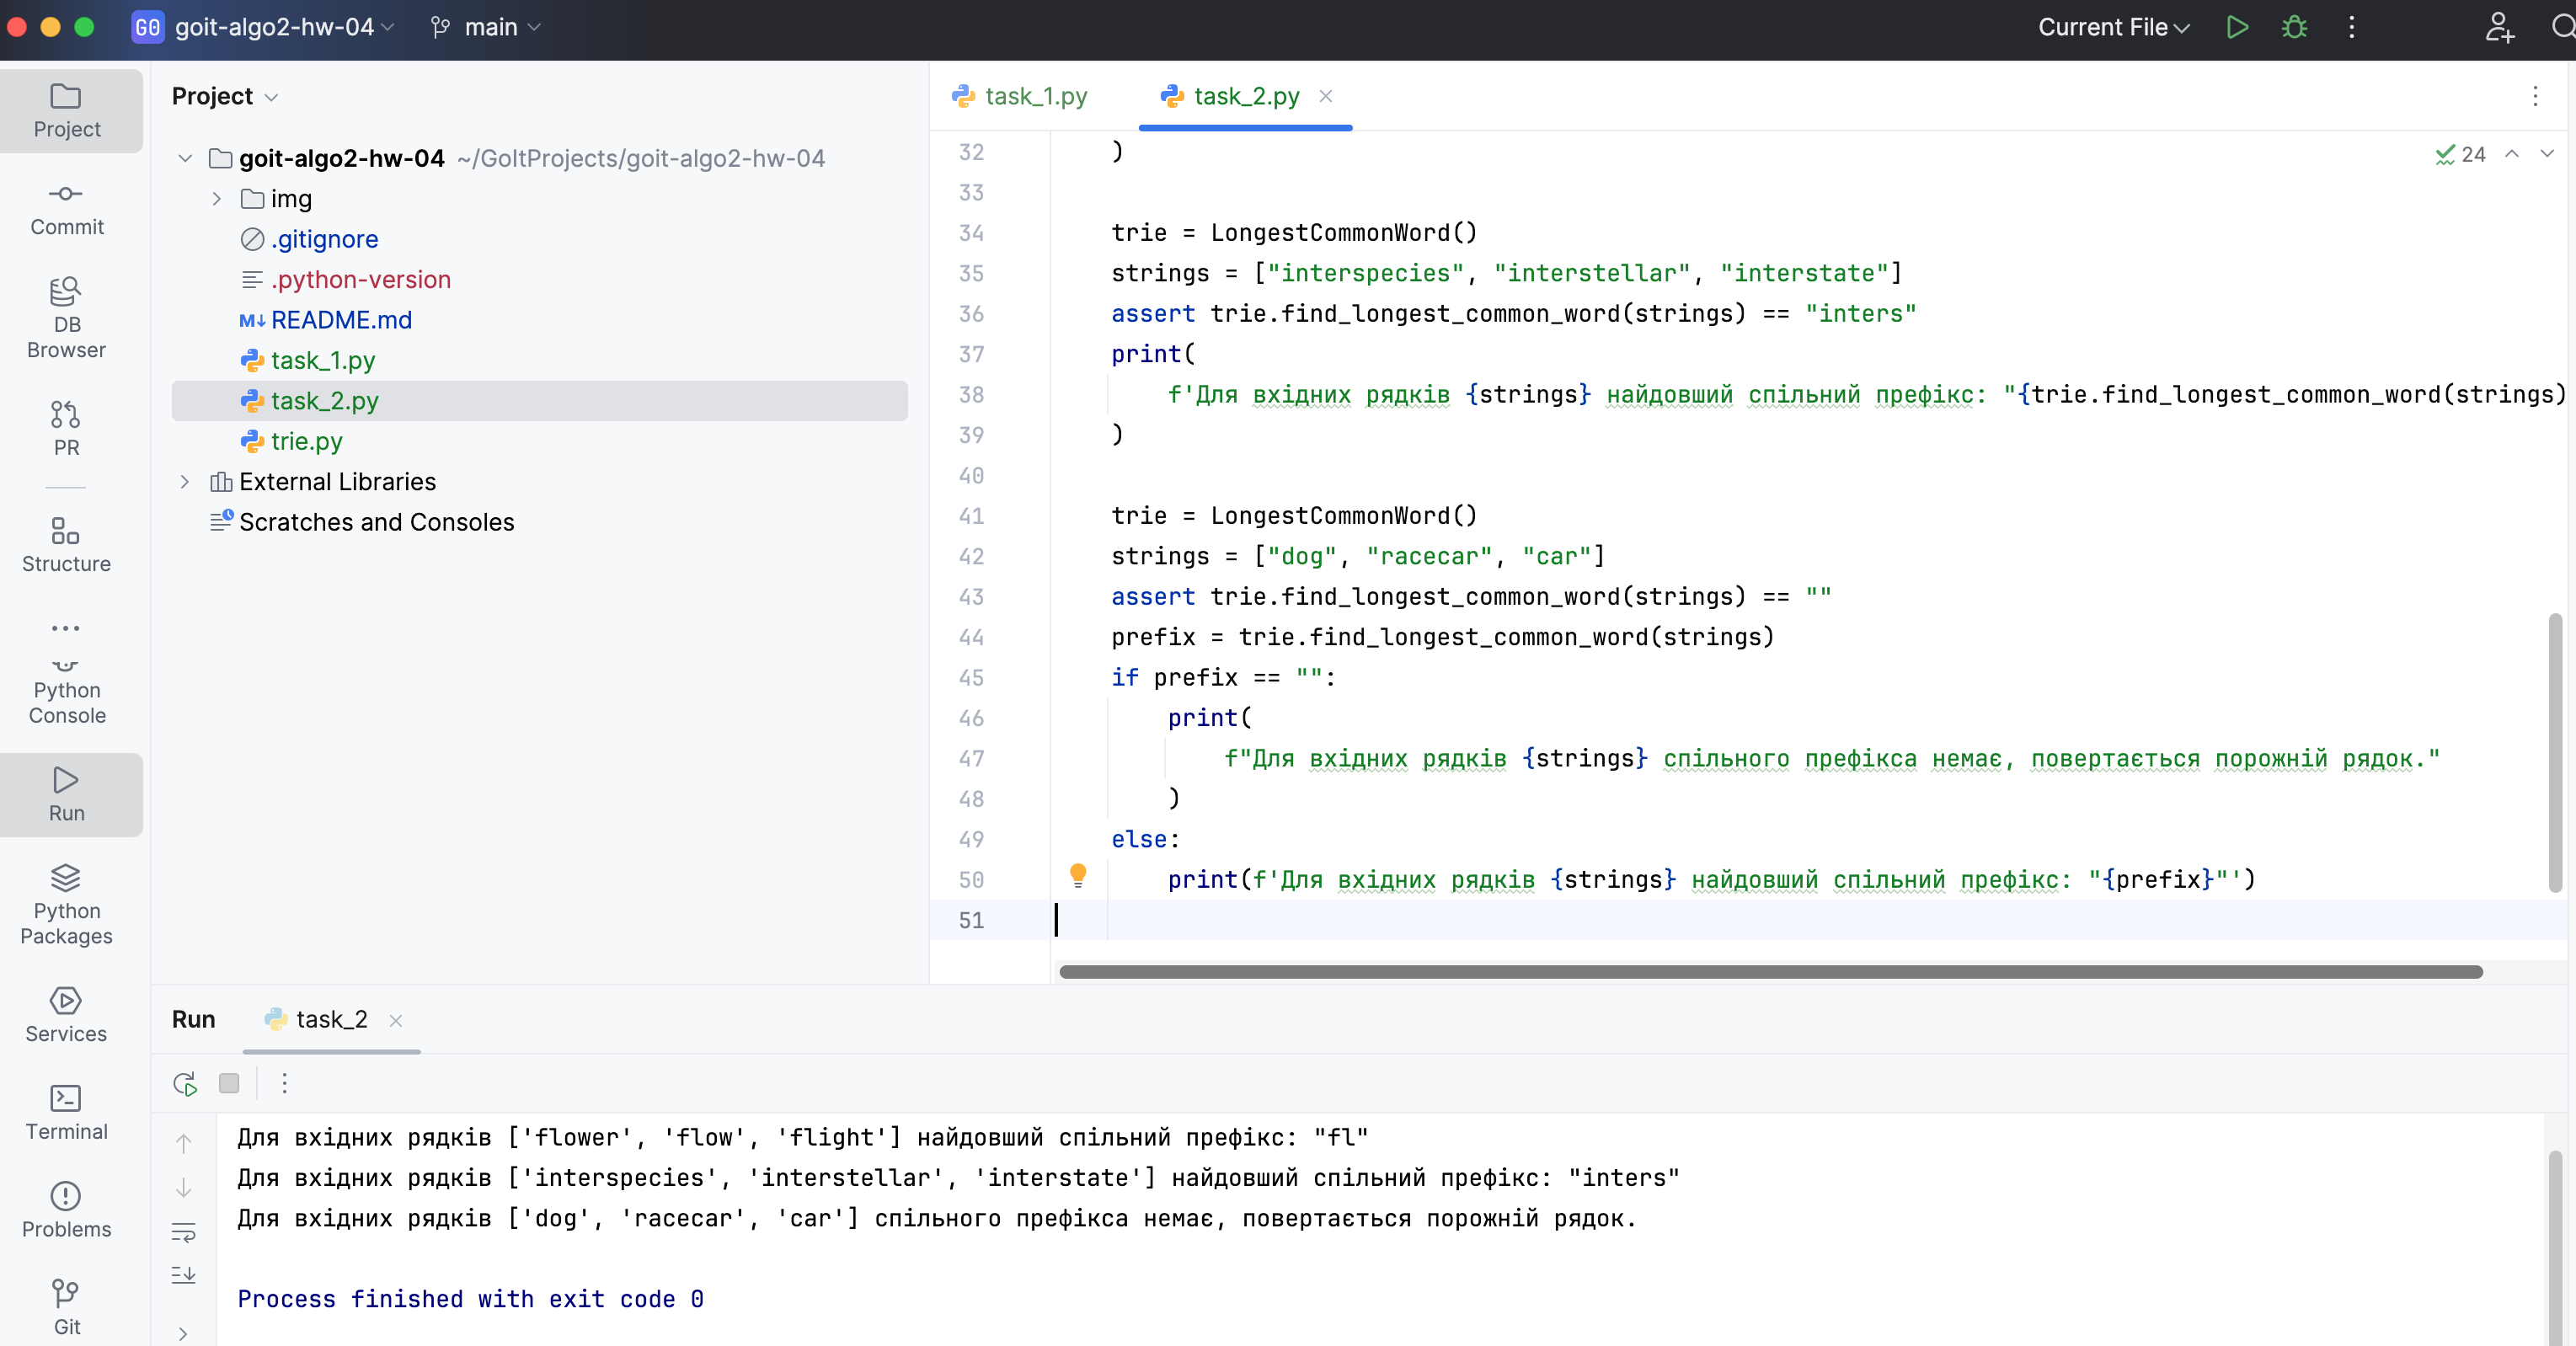 GO goit-algo2-hw-04 main Current File
Project
Commit
DB
Browser
PR
Structure
Python
Console
Run
Python
Packages
Services
Terminal
Problems
Git
Project
goit-algo2-hw-04 ~/GoItProjects/goit-algo2-hw-04
img
.gitignore
.python-version
M↓ README.md
task_1.py
task_2.py
trie.py
External Libraries
Scratches and Consoles
task_1.py task_2.py
24
32 )
33
34 trie = LongestCommonWord()
35 strings = ["interspecies", "interstellar", "interstate"]
36 assert trie.find_longest_common_word(strings) == "inters"
37 print(
38 f'Для вхідних рядків {strings} найдовший спільний префікс: "{trie.find_longest_common_word(strings)
39 )
40
41 trie = LongestCommonWord()
42 strings = ["dog", "racecar", "car"]
43 assert trie.find_longest_common_word(strings) == ""
44 prefix = trie.find_longest_common_word(strings)
45 if prefix == "":
46 print(
47 f"Для вхідних рядків {strings} спільного префікса немає, повертається порожній рядок."
48 )
49 else:
50 print(f'Для вхідних рядків {strings} найдовший спільний префікс: "{prefix}"')
51
Run task_2
Для вхідних рядків ['flower', 'flow', 'flight'] найдовший спільний префікс: "fl"
Для вхідних рядків ['interspecies', 'interstellar', 'interstate'] найдовший спільний префікс: "inters"
Для вхідних рядків ['dog', 'racecar', 'car'] спільного префікса немає, повертається порожній рядок.
Process finished with exit code 0